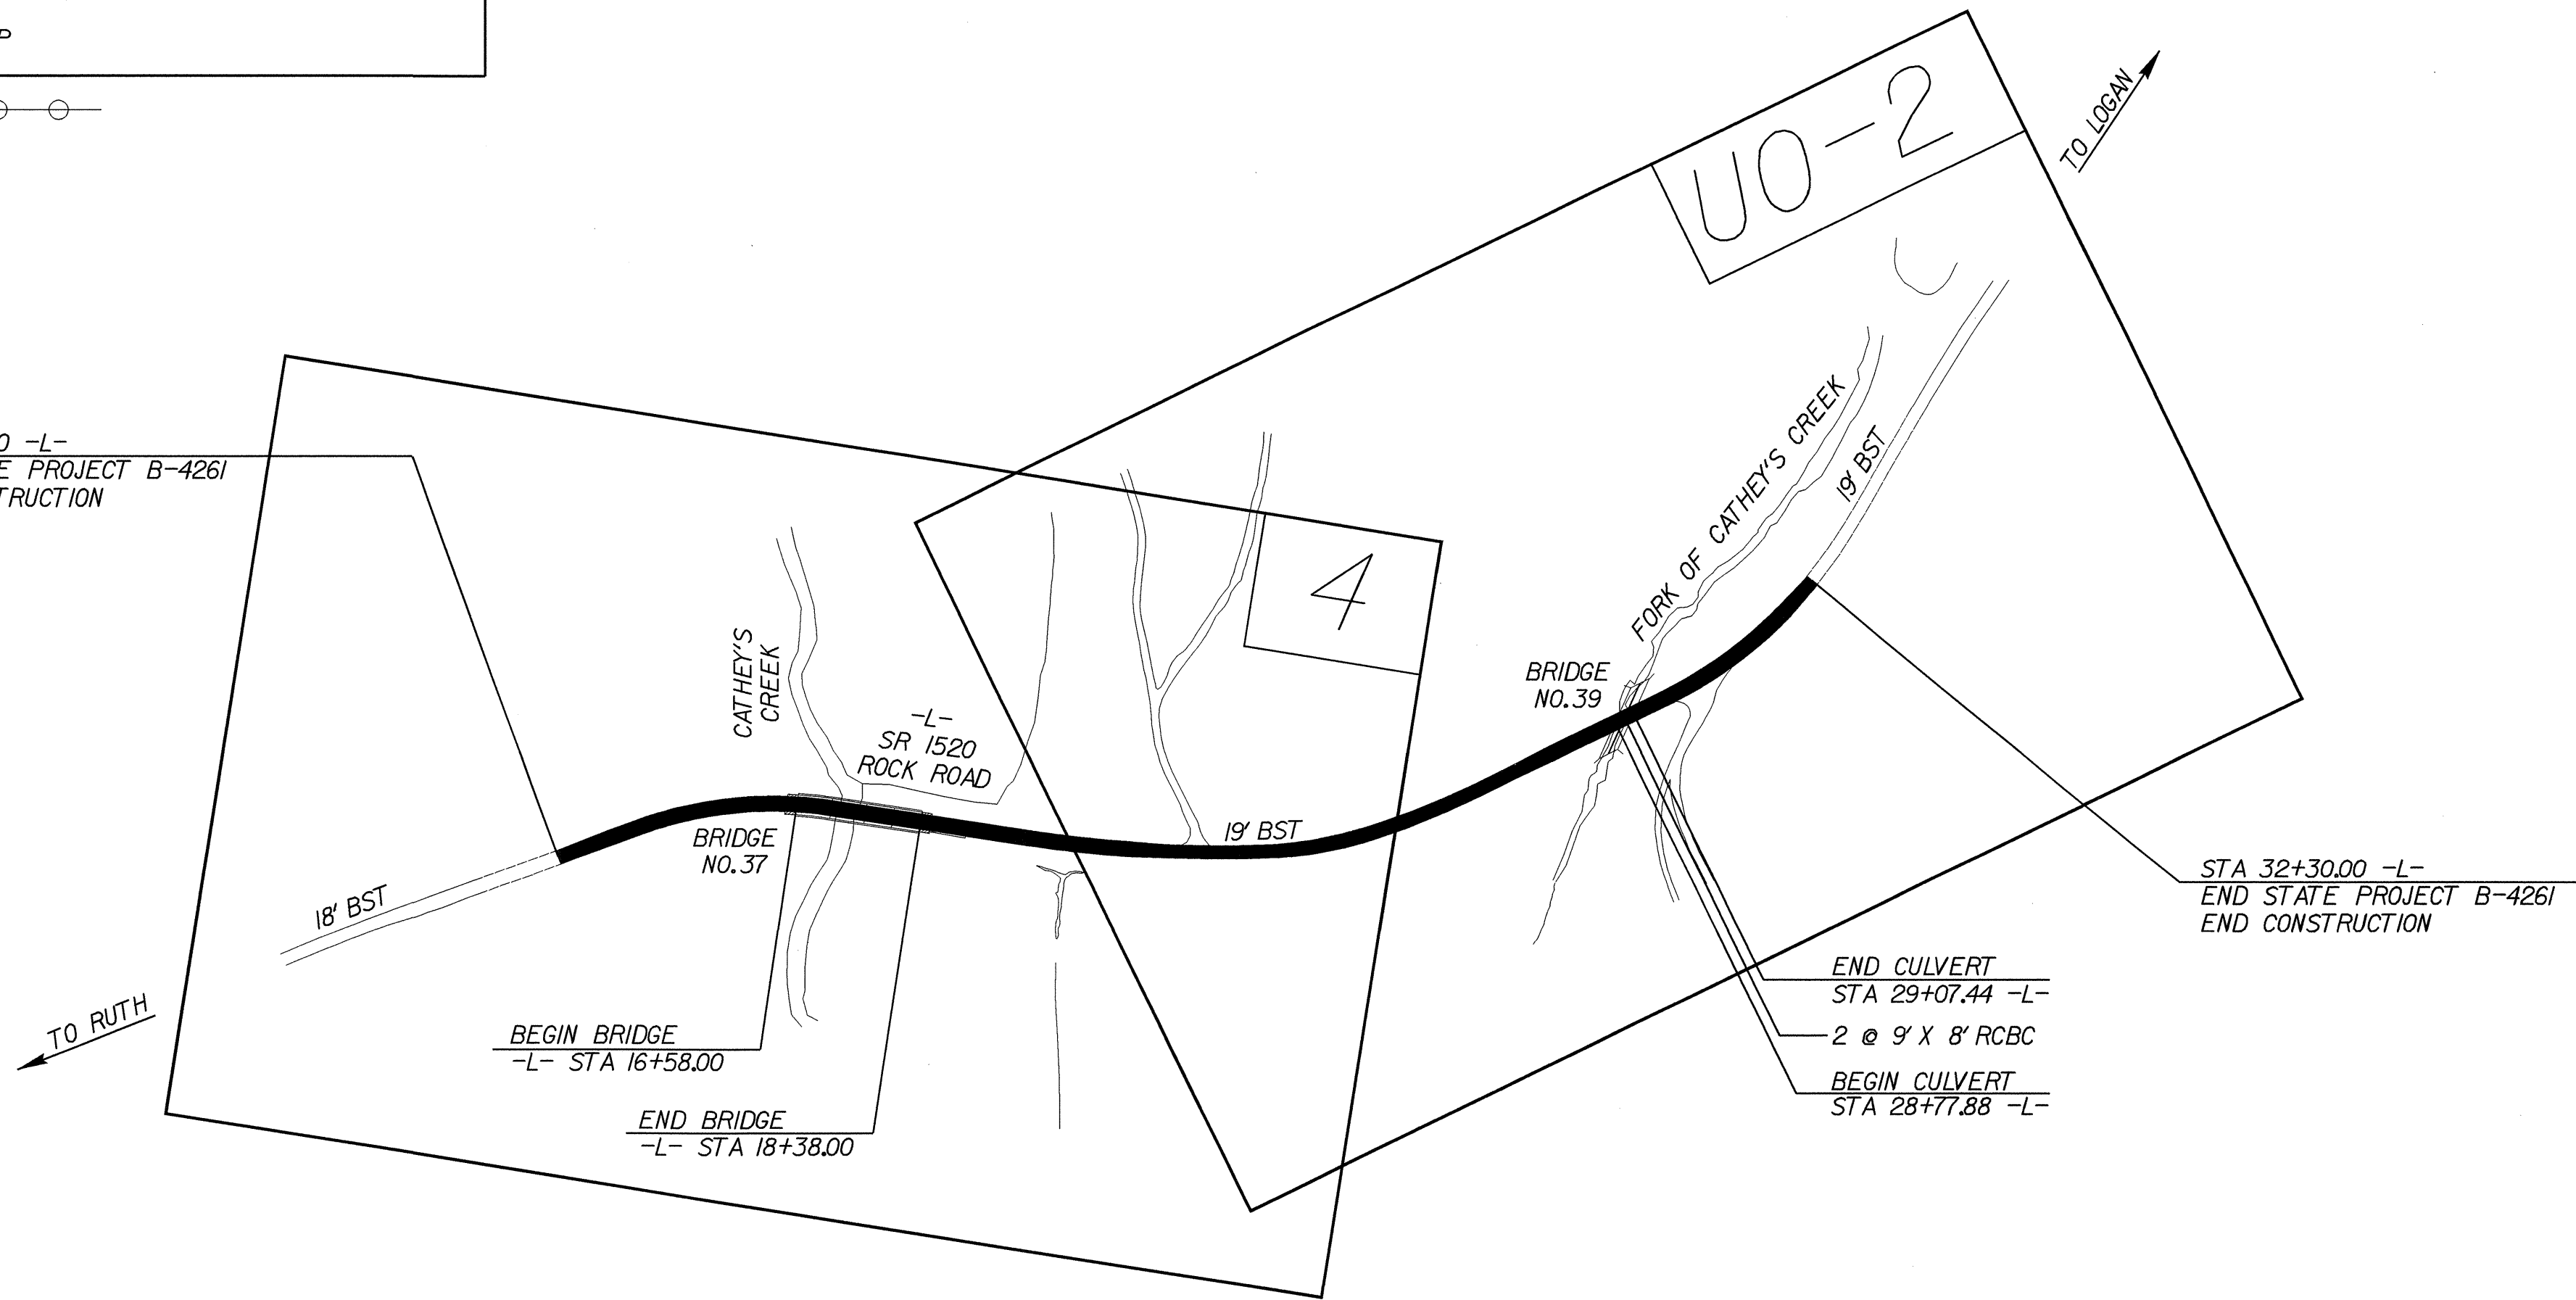 P
UO-2
TO LOGAN
0 -L-
E PROJECT B-4261
TRUCTION
4
FORK OF CATHEY'S CREEK
19' BST
CATHEY'S
CREEK
BRIDGE
NO.39
-L-
SR 1520
ROCK ROAD
BRIDGE
NO.37
19' BST
18' BST
STA 32+30.00 -L-
END STATE PROJECT B-4261
END CONSTRUCTION
END CULVERT
STA 29+07.44 -L-
2 @ 9' X 8' RCBC
BEGIN CULVERT
STA 28+77.88 -L-
TO RUTH
BEGIN BRIDGE
-L- STA 16+58.00
END BRIDGE
-L- STA 18+38.00